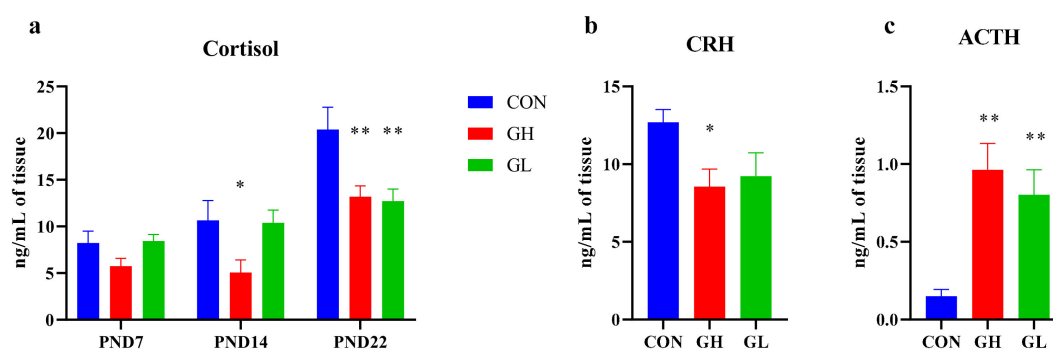 a
Cortisol
ng/mL of tissue
25
20
15
10
5
0
PND7 PND14 PND22
*
** **
CON
GH
GL
b
CRH
ng/mL of tissue
15
10
5
0
*
CON GH GL
c
ACTH
ng/mL of tissue
1.5
1.0
0.5
0.0
**
**
CON GH GL